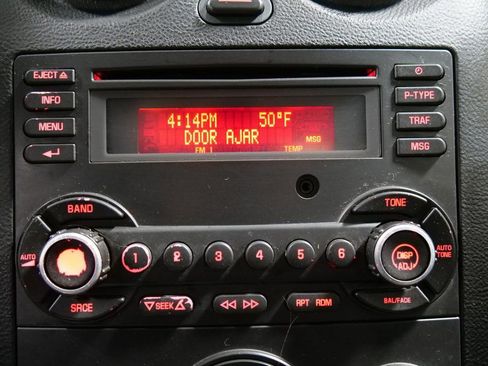 EJECT
INFO
MENU
4:14PM 50°F
DOOR AJAR MSG
FM 1 TEMP
P-TYPE
TRAF
MSG
BAND
TONE
AUTO
1 2 3 4 5 6
DISP
ADJ
AUTO
TONE
SRCE
SEEK
RPT RDM
BAL/FADE